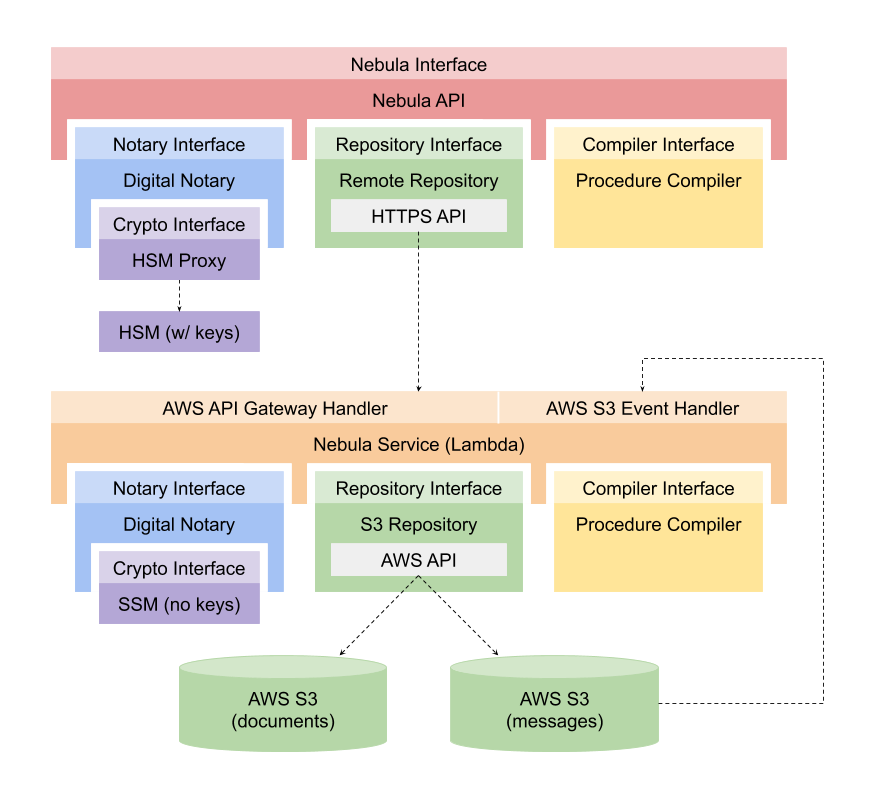 Nebula Interface
Nebula API
Notary Interface
Repository Interface
Compiler Interface
Digital Notary
Remote Repository
Procedure Compiler
Crypto Interface
HTTPS API
HSM Proxy
HSM (w/ keys)
AWS API Gateway Handler
AWS S3 Event Handler
Nebula Service (Lambda)
Notary Interface
Repository Interface
Compiler Interface
Digital Notary
S3 Repository
Procedure Compiler
Crypto Interface
AWS API
SSM (no keys)
AWS S3
(documents)
AWS S3
(messages)